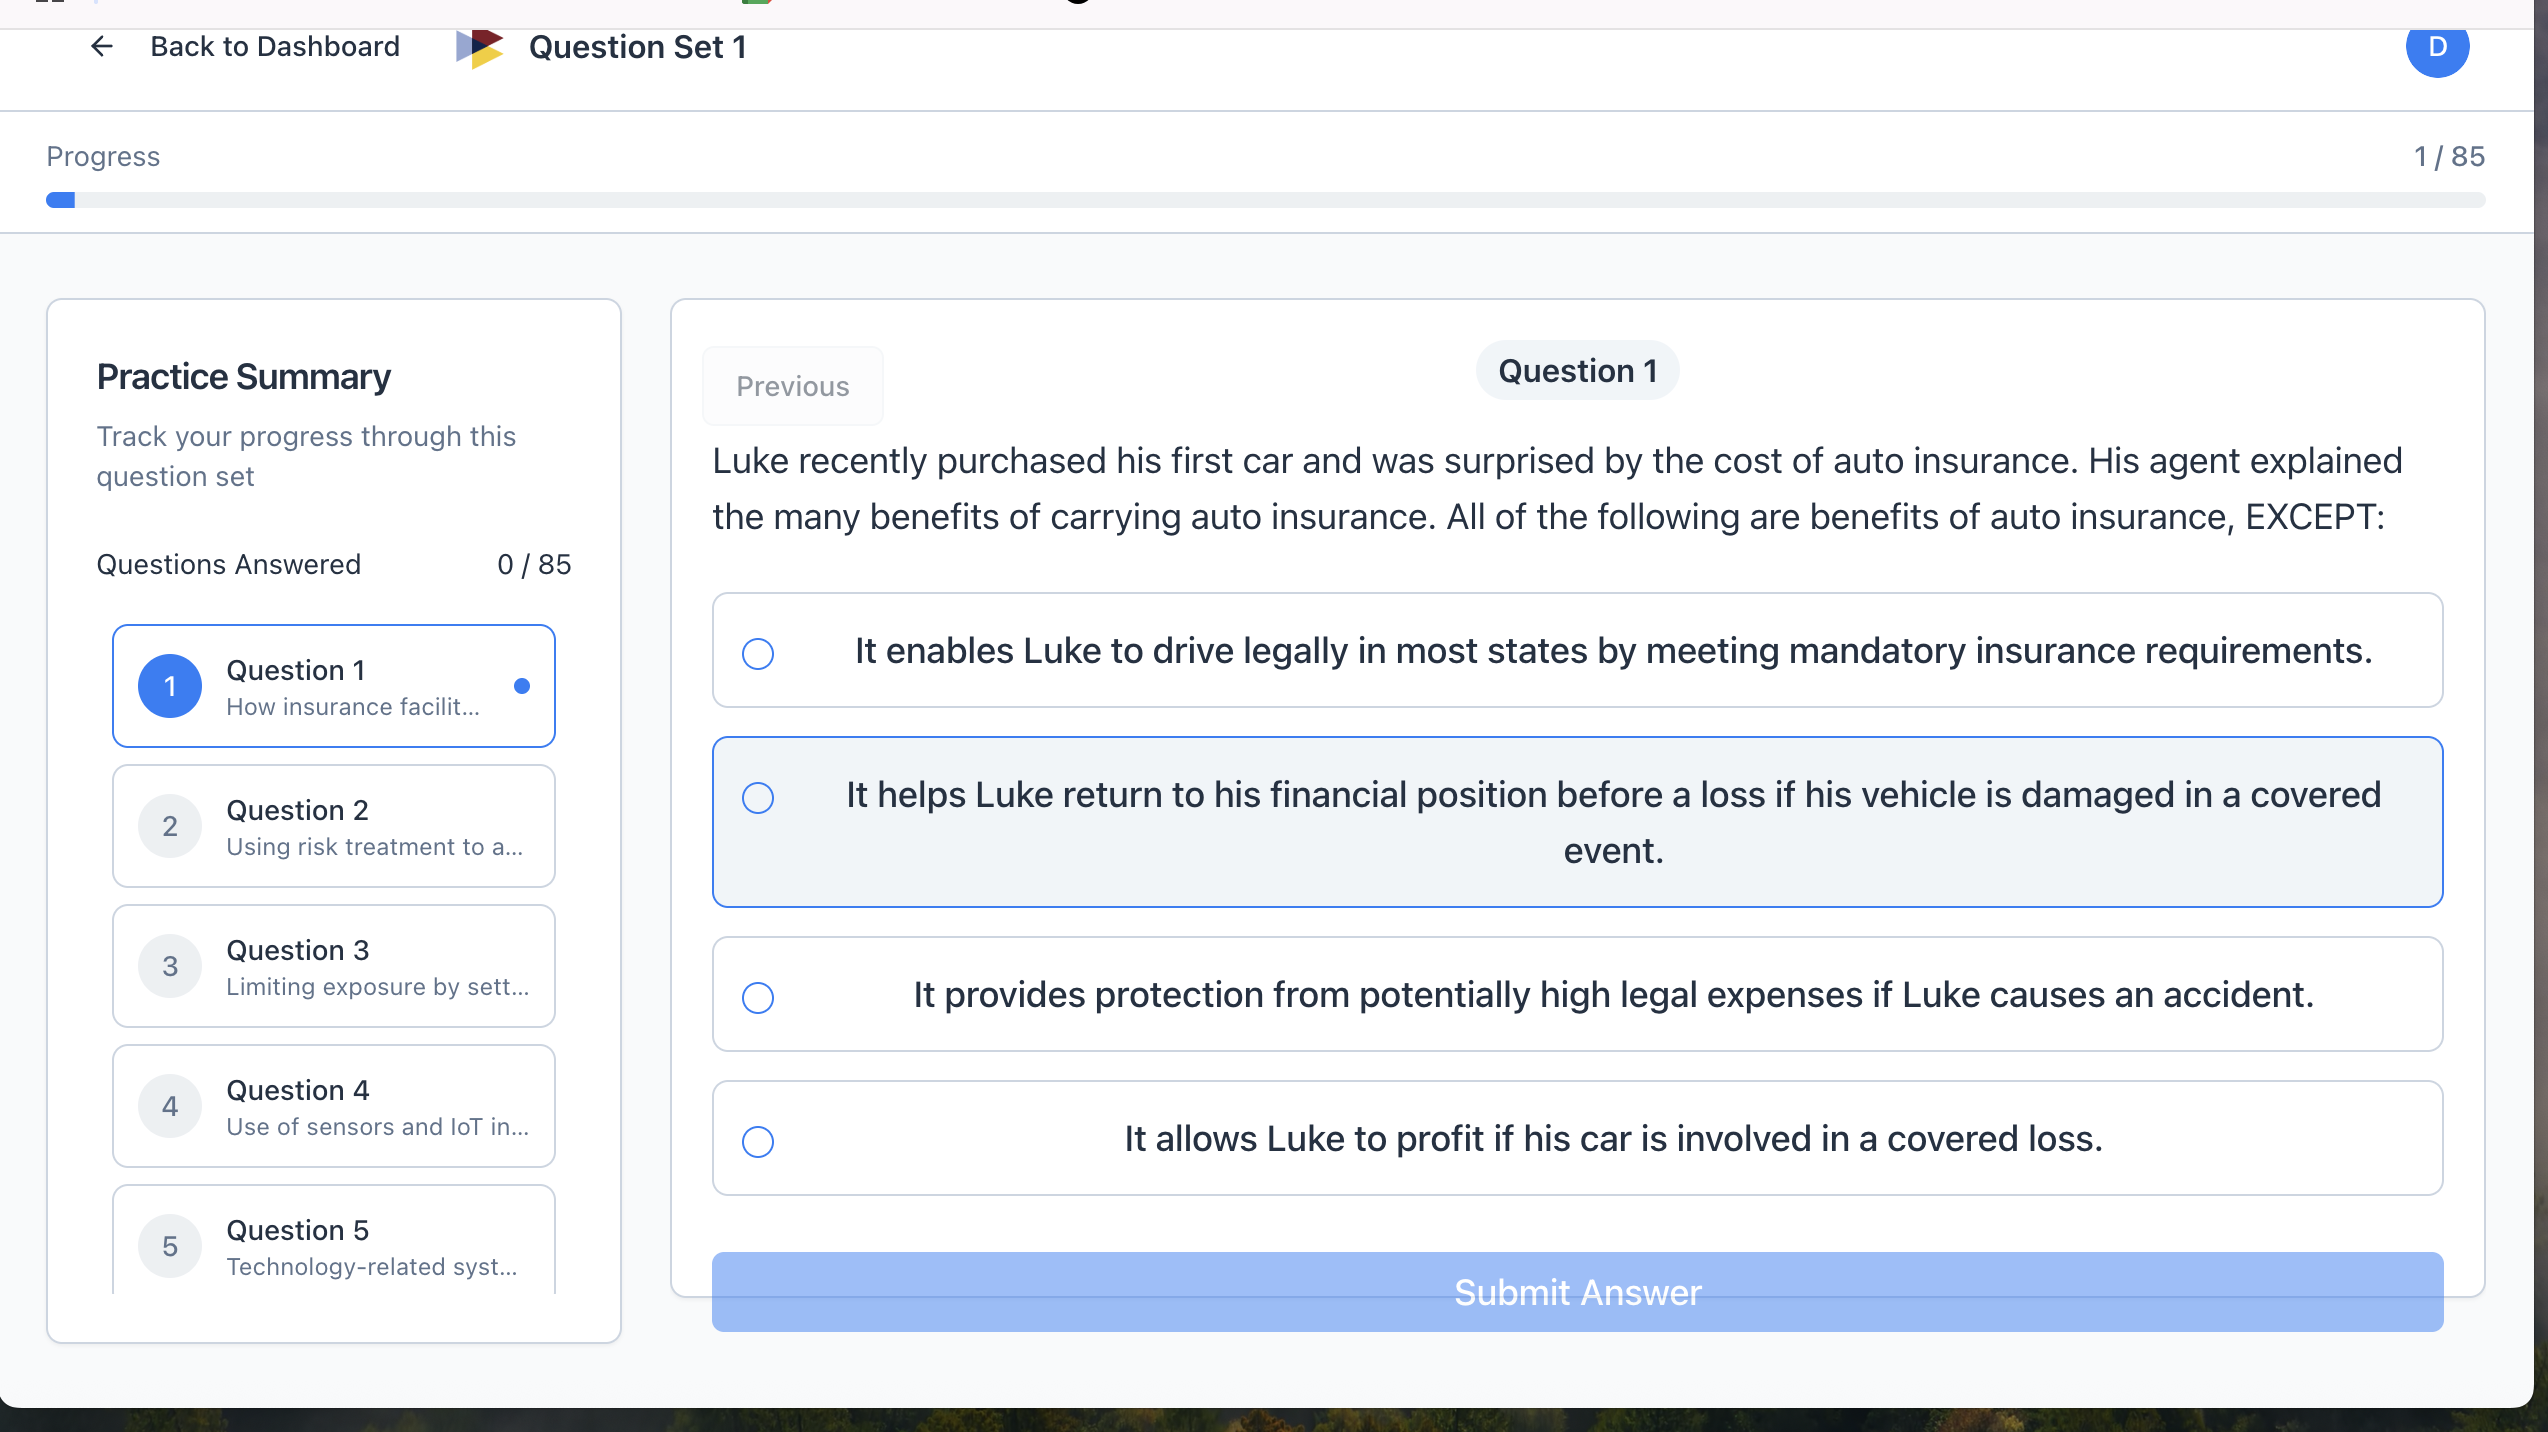 Back to Dashboard
Question Set 1
D
Progress
1 / 85
Practice Summary
Track your progress through this
question set
Questions Answered
0 / 85
1
Question 1
How insurance facilit...
2
Question 2
Using risk treatment to a...
3
Question 3
Limiting exposure by sett...
4
Question 4
Use of sensors and IoT in...
5
Question 5
Technology-related syst...
Previous
Question 1
Luke recently purchased his first car and was surprised by the cost of auto insurance. His agent explained
the many benefits of carrying auto insurance. All of the following are benefits of auto insurance, EXCEPT:
It enables Luke to drive legally in most states by meeting mandatory insurance requirements.
It helps Luke return to his financial position before a loss if his vehicle is damaged in a covered
event.
It provides protection from potentially high legal expenses if Luke causes an accident.
It allows Luke to profit if his car is involved in a covered loss.
Submit Answer